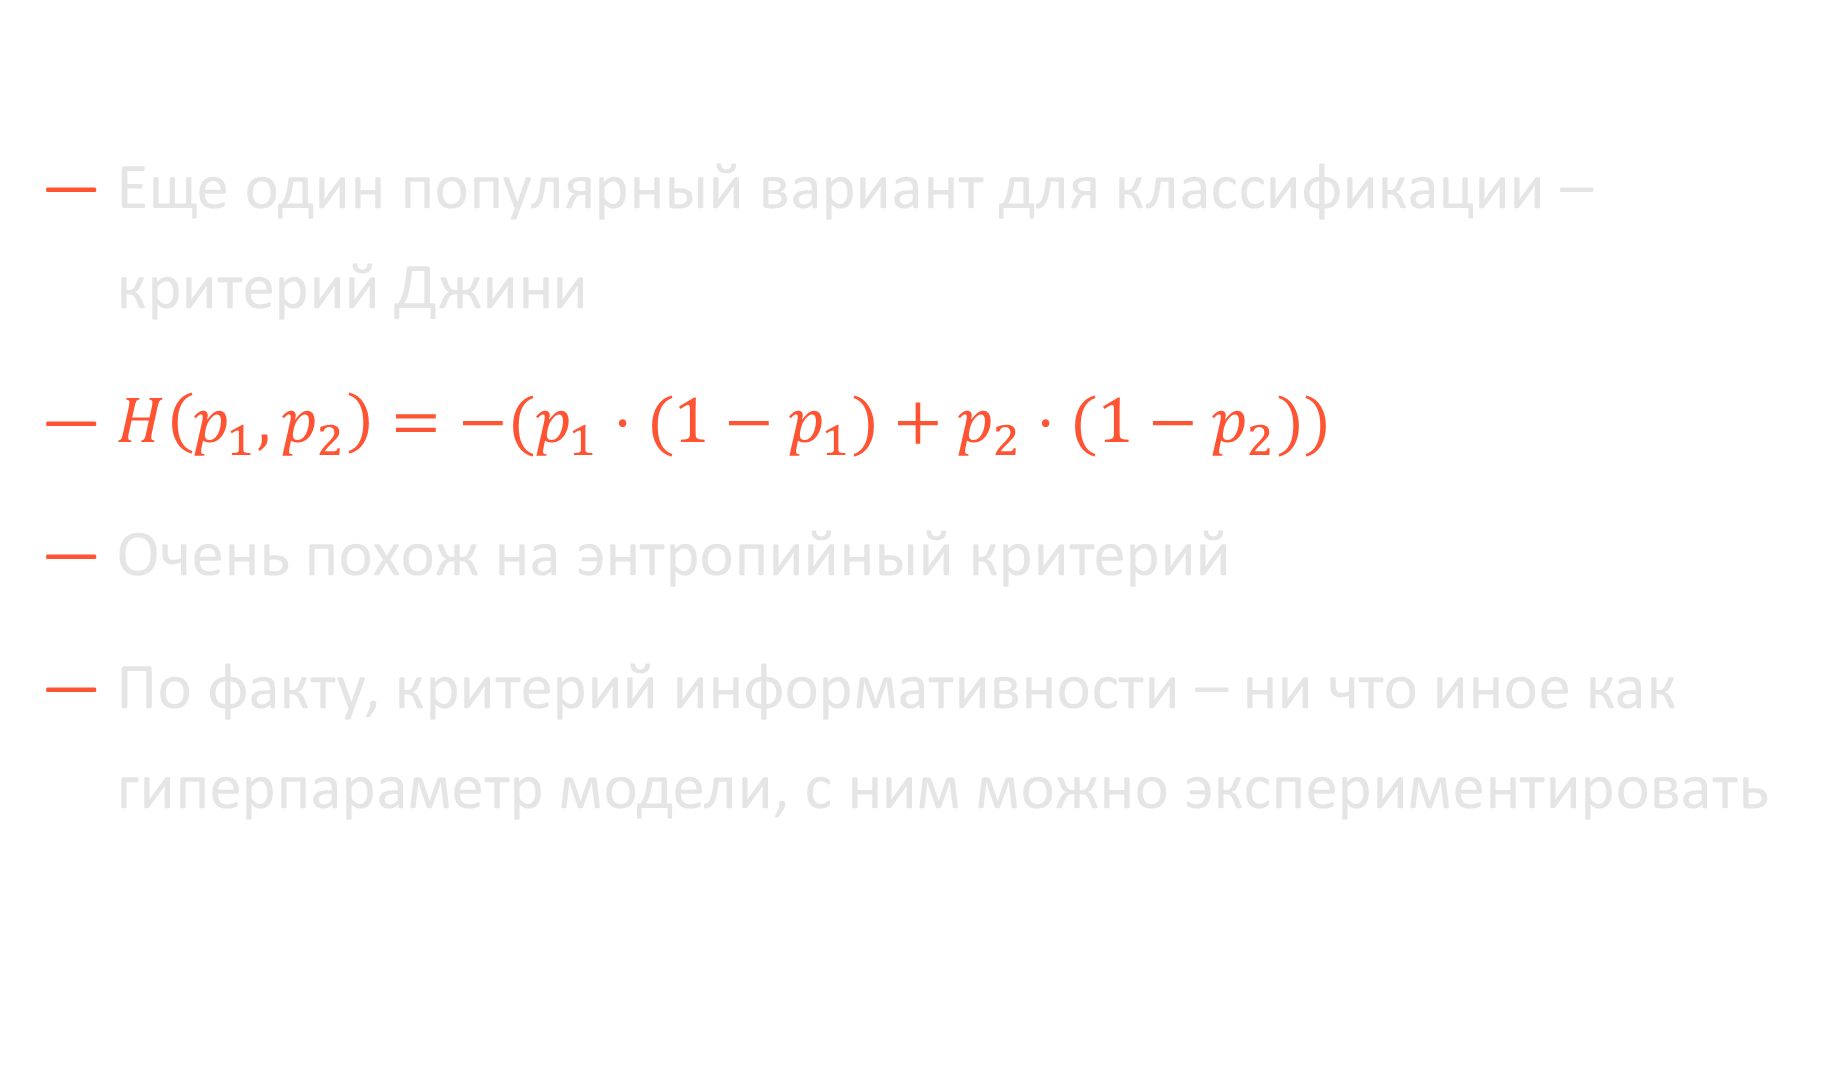 — Еще один популярный вариант для классификации –
критерий Джини
— H(p₁, p₂) = −(p₁ · (1 − p₁) + p₂ · (1 − p₂))
— Очень похож на энтропийный критерий
— По факту, критерий информативности – ни что иное как
гиперпараметр модели, с ним можно экспериментировать